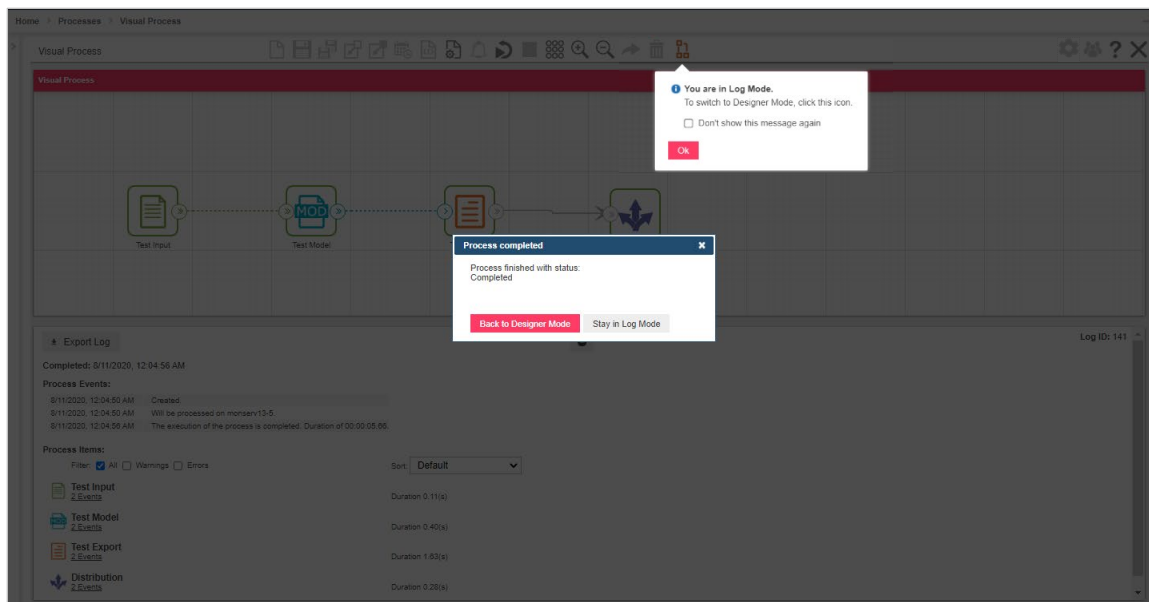 Home > Processes > Visual Process
Visual Process
Visual Process
You are in Log Mode.
To switch to Designer Mode, click this icon.
Don't show this message again
Ok
MOD
Test Input
Test Model
Process completed
Process finished with status:
Completed
Back to Designer Mode
Stay in Log Mode
Export Log
Log ID: 141
Completed: 8/11/2020, 12:04:56 AM
Process Events:
8/11/2020, 12:04:50 AM Created.
8/11/2020, 12:04:50 AM Will be processed on monserv13-5.
8/11/2020, 12:04:56 AM The execution of the process is completed. Duration of 00:00:05.66.
Process Items:
Filter: All Warnings Errors Sort: Default
Test Input
2 Events Duration 0.11(s)
Test Model
2 Events Duration 0.40(s)
Test Export
2 Events Duration 1.63(s)
Distribution
2 Events Duration 0.28(s)